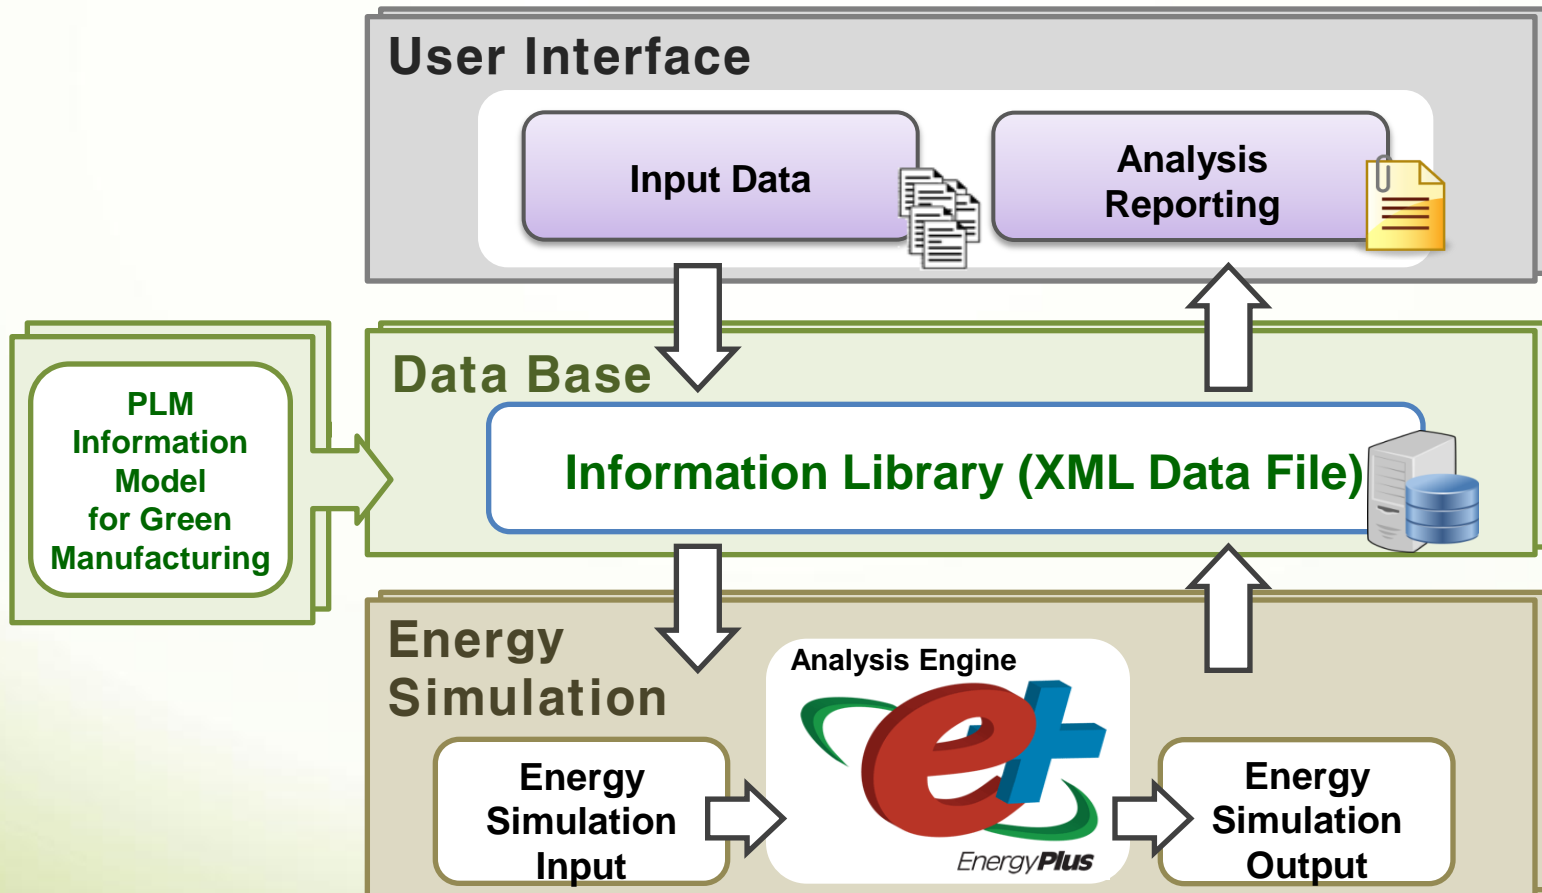 User Interface
Input Data
Analysis
Reporting
PLM
Information
Model
for Green
Manufacturing
Data Base
Information Library (XML Data File)
Energy
Simulation
Analysis Engine
e+
EnergyPlus
Energy
Simulation
Input
Energy
Simulation
Output